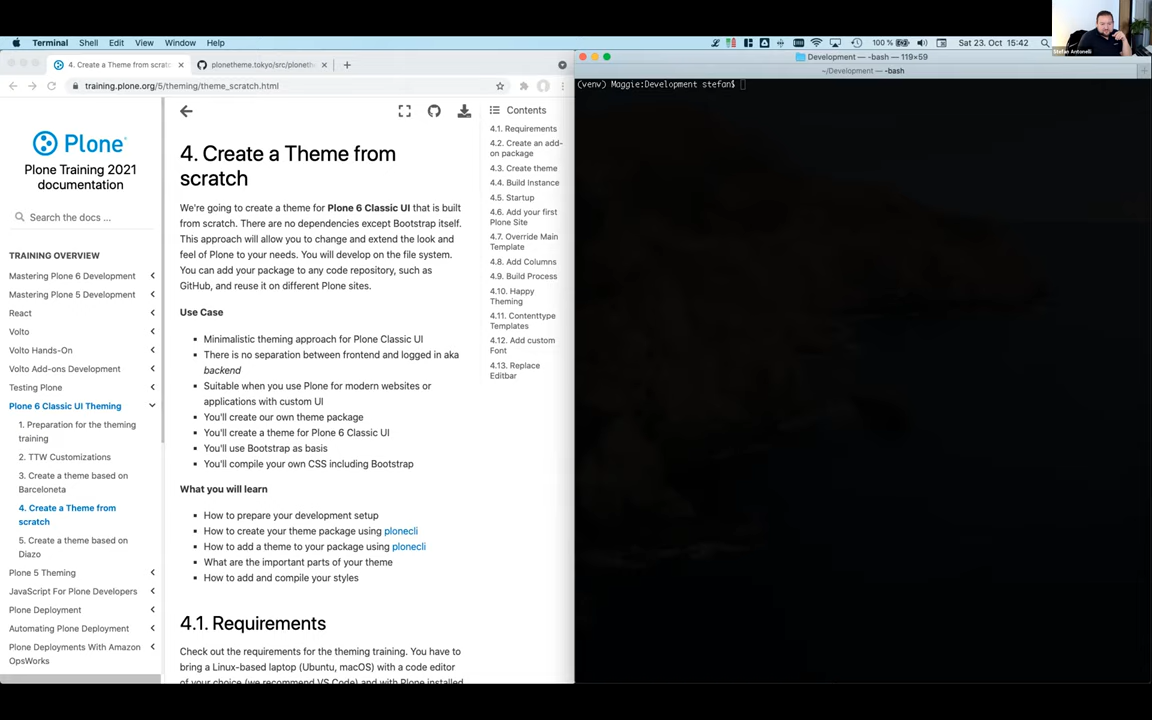 Terminal Shell Edit View Window Help
100 % Sat 23. Oct 15:42
Stefan Antonelli
4. Create a Theme from scratc ×
plonetheme.tokyo/src/ploneth ×
+
training.plone.org/5/theming/theme_scratch.html
Plone
Plone Training 2021
documentation
Search the docs ...
TRAINING OVERVIEW
Mastering Plone 6 Development
Mastering Plone 5 Development
React
Volto
Volto Hands-On
Volto Add-ons Development
Testing Plone
Plone 6 Classic UI Theming
1. Preparation for the theming
training
2. TTW Customizations
3. Create a theme based on
Barceloneta
4. Create a Theme from
scratch
5. Create a theme based on
Diazo
Plone 5 Theming
JavaScript For Plone Developers
Plone Deployment
Automating Plone Deployment
Plone Deployments With Amazon
OpsWorks
4. Create a Theme from
scratch
We're going to create a theme for Plone 6 Classic UI that is built
from scratch. There are no dependencies except Bootstrap itself.
This approach will allow you to change and extend the look and
feel of Plone to your needs. You will develop on the file system.
You can add your package to any code repository, such as
GitHub, and reuse it on different Plone sites.
Use Case
Minimalistic theming approach for Plone Classic UI
There is no separation between frontend and logged in aka
backend
Suitable when you use Plone for modern websites or
applications with custom UI
You'll create our own theme package
You'll create a theme for Plone 6 Classic UI
You'll use Bootstrap as basis
You'll compile your own CSS including Bootstrap
What you will learn
How to prepare your development setup
How to create your theme package using plonecli
How to add a theme to your package using plonecli
What are the important parts of your theme
How to add and compile your styles
4.1. Requirements
Check out the requirements for the theming training. You have to
bring a Linux-based laptop (Ubuntu, macOS) with a code editor
of your choice (we recommend VS Code) and with Plone installed
Contents
4.1. Requirements
4.2. Create an add-
on package
4.3. Create theme
4.4. Build Instance
4.5. Startup
4.6. Add your first
Plone Site
4.7. Override Main
Template
4.8. Add Columns
4.9. Build Process
4.10. Happy
Theming
4.11. Contenttype
Templates
4.12. Add custom
Font
4.13. Replace
Editbar
Development — -bash — 119×59
~/Development — -bash
(venv) Maggie:Development stefan$